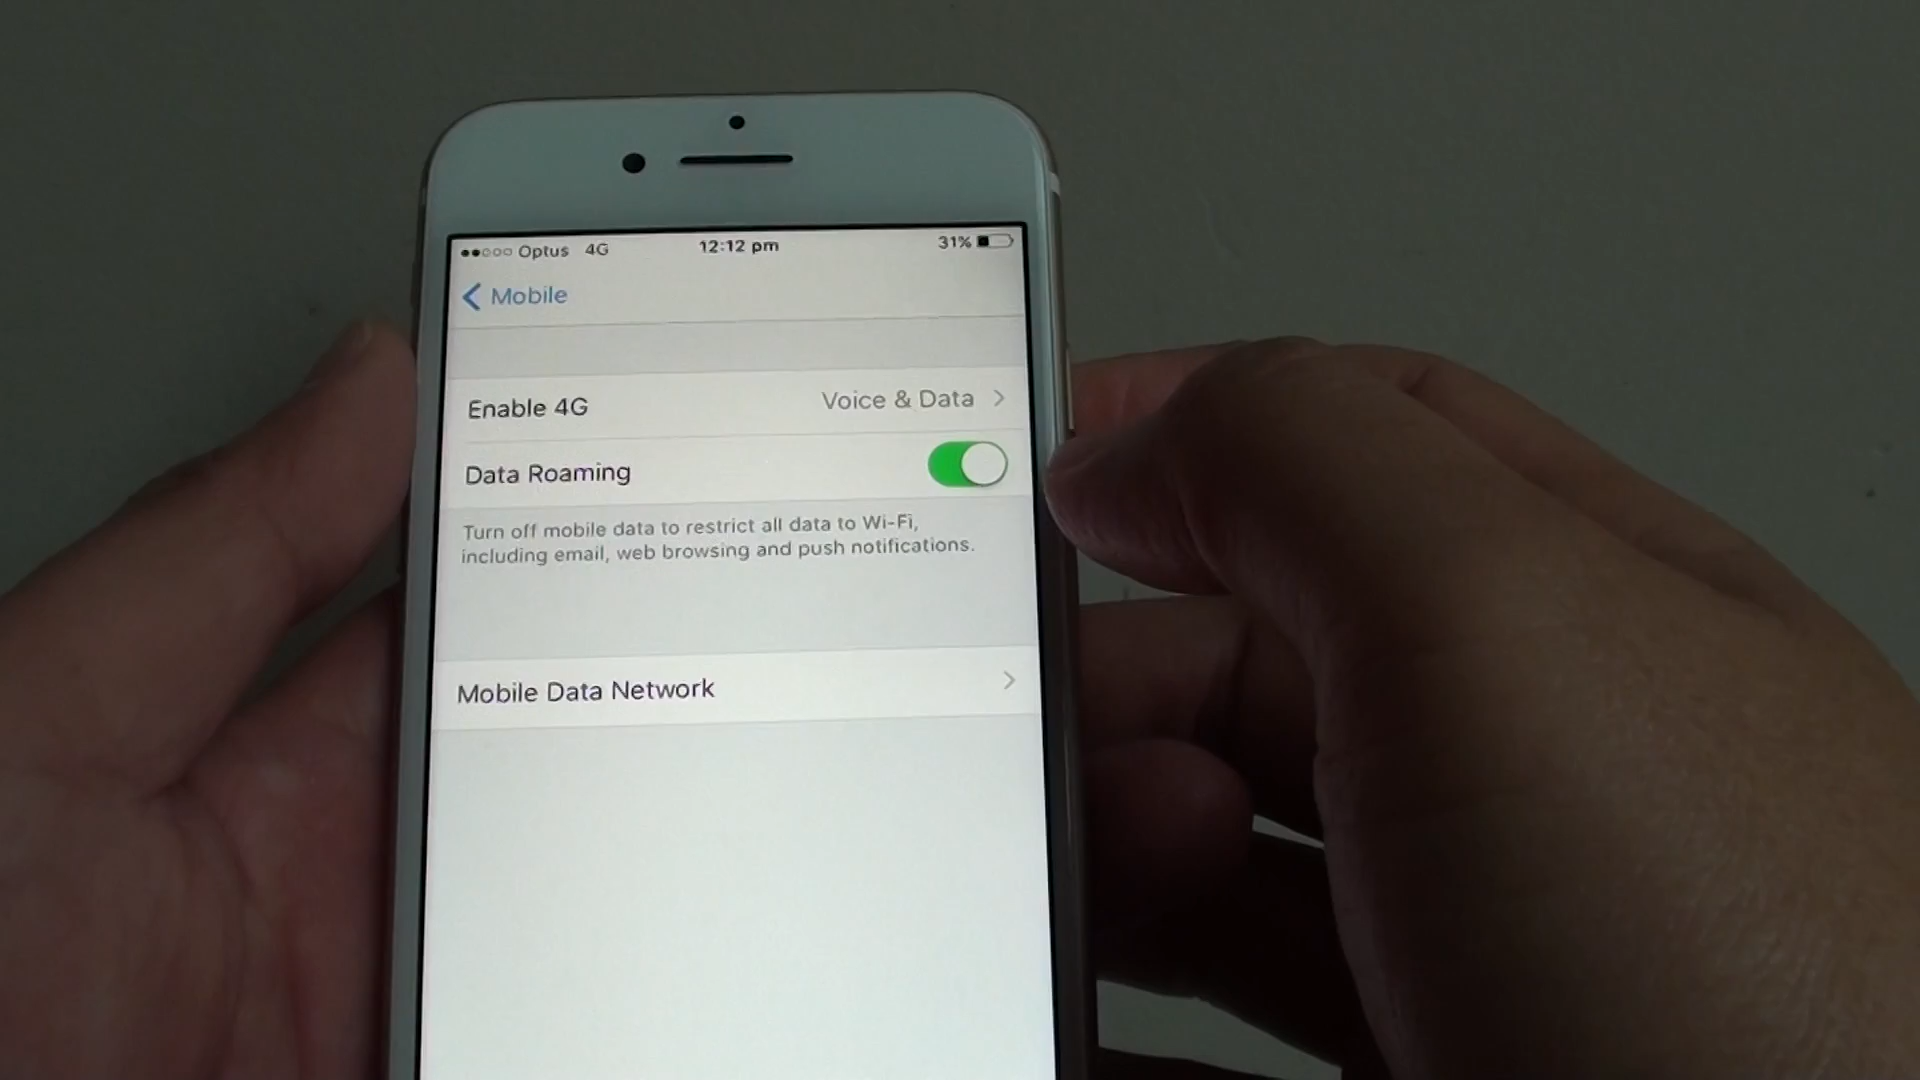 Optus 4G 12:12 pm 31%
Mobile
Enable 4G Voice & Data
Data Roaming
Turn off mobile data to restrict all data to Wi-Fi,
including email, web browsing and push notifications.
Mobile Data Network